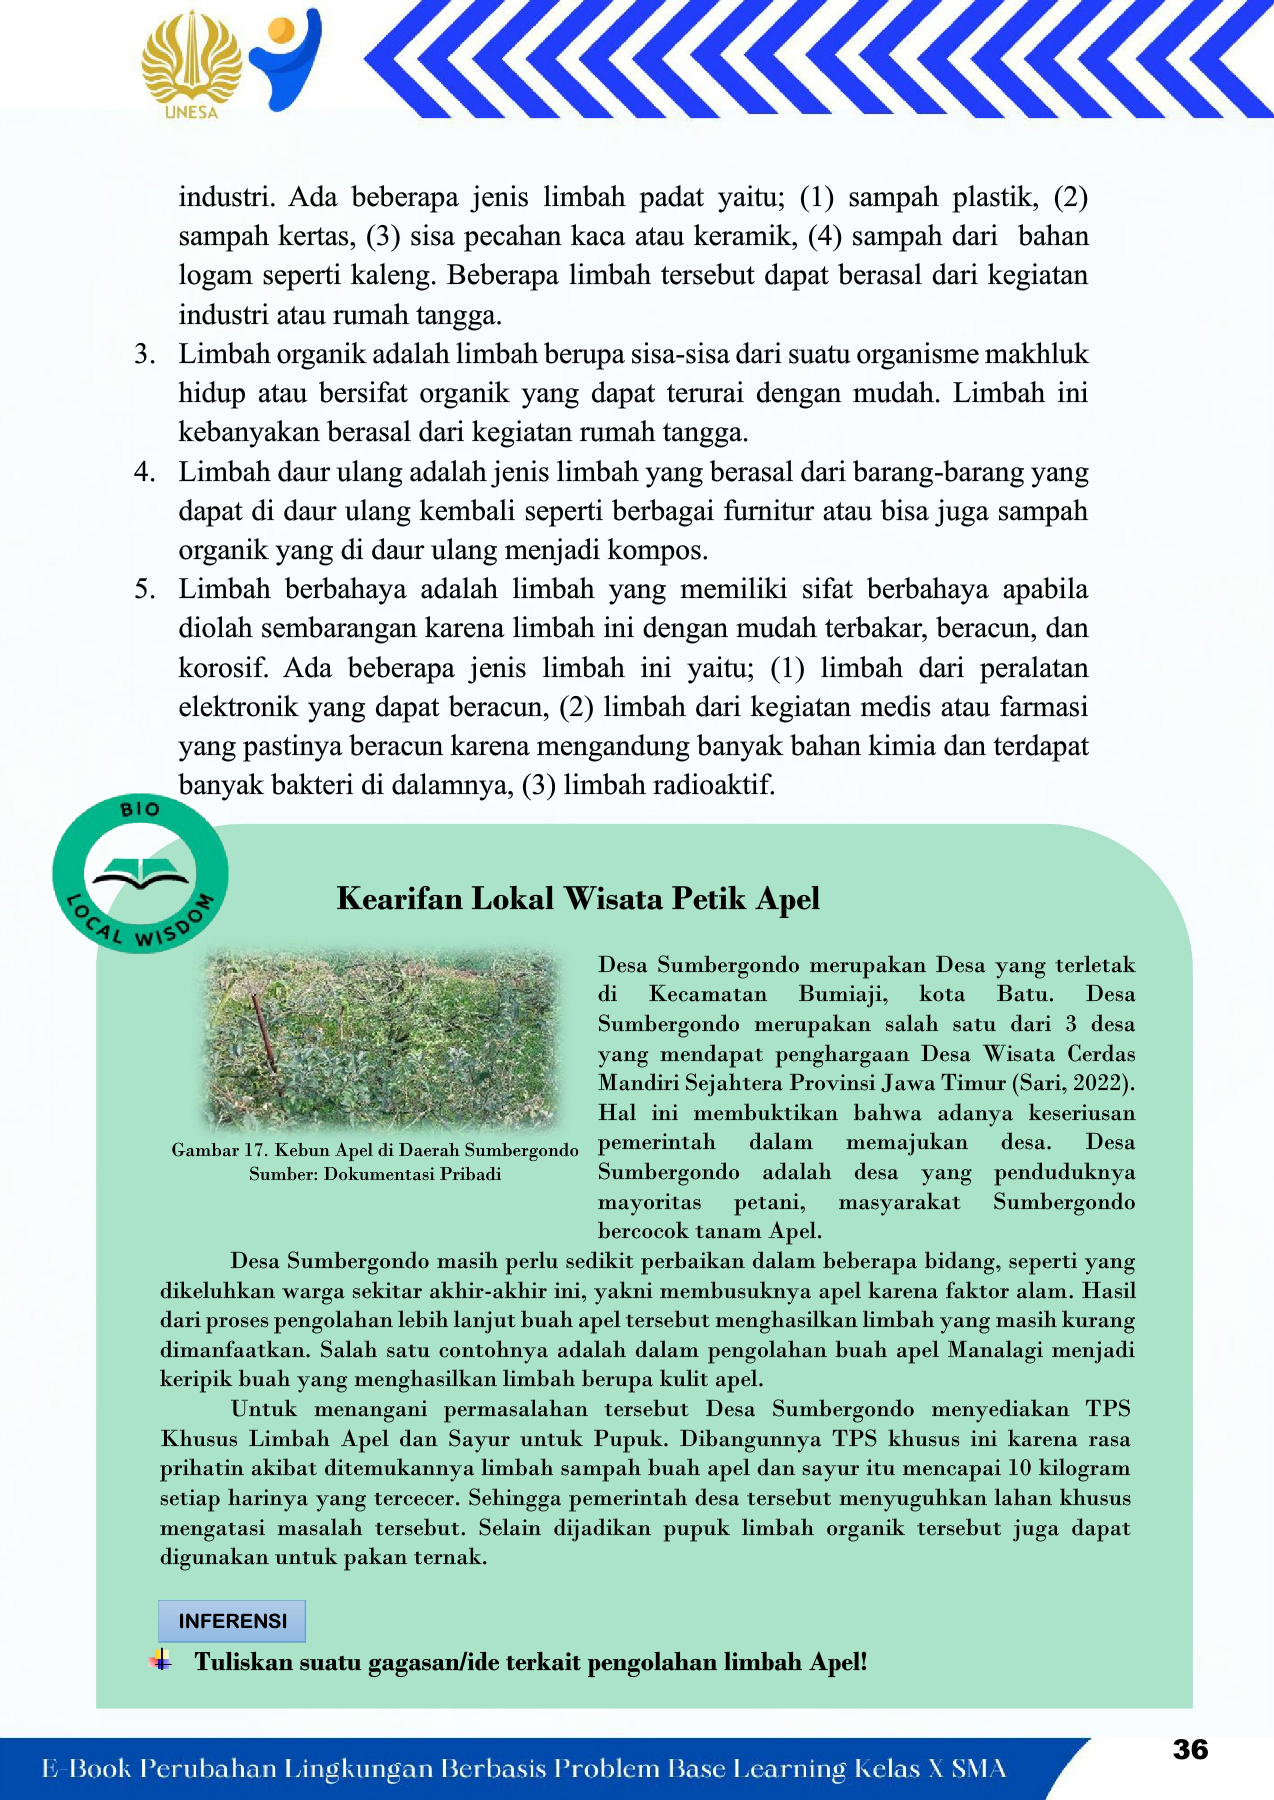 UNESA
industri. Ada beberapa jenis limbah padat yaitu; (1) sampah plastik, (2)
sampah kertas, (3) sisa pecahan kaca atau keramik, (4) sampah dari bahan
logam seperti kaleng. Beberapa limbah tersebut dapat berasal dari kegiatan
industri atau rumah tangga.
3. Limbah organik adalah limbah berupa sisa-sisa dari suatu organisme makhluk
hidup atau bersifat organik yang dapat terurai dengan mudah. Limbah ini
kebanyakan berasal dari kegiatan rumah tangga.
4. Limbah daur ulang adalah jenis limbah yang berasal dari barang-barang yang
dapat di daur ulang kembali seperti berbagai furnitur atau bisa juga sampah
organik yang di daur ulang menjadi kompos.
5. Limbah berbahaya adalah limbah yang memiliki sifat berbahaya apabila
diolah sembarangan karena limbah ini dengan mudah terbakar, beracun, dan
korosif. Ada beberapa jenis limbah ini yaitu; (1) limbah dari peralatan
elektronik yang dapat beracun, (2) limbah dari kegiatan medis atau farmasi
yang pastinya beracun karena mengandung banyak bahan kimia dan terdapat
banyak bakteri di dalamnya, (3) limbah radioaktif.
BIO
LOCAL WISDOM
Kearifan Lokal Wisata Petik Apel
Gambar 17. Kebun Apel di Daerah Sumbergondo
Sumber: Dokumentasi Pribadi
Desa Sumbergondo merupakan Desa yang terletak
di Kecamatan Bumiaji, kota Batu. Desa
Sumbergondo merupakan salah satu dari 3 desa
yang mendapat penghargaan Desa Wisata Cerdas
Mandiri Sejahtera Provinsi Jawa Timur (Sari, 2022).
Hal ini membuktikan bahwa adanya keseriusan
pemerintah dalam memajukan desa. Desa
Sumbergondo adalah desa yang penduduknya
mayoritas petani, masyarakat Sumbergondo
bercocok tanam Apel.
Desa Sumbergondo masih perlu sedikit perbaikan dalam beberapa bidang, seperti yang
dikeluhkan warga sekitar akhir-akhir ini, yakni membusuknya apel karena faktor alam. Hasil
dari proses pengolahan lebih lanjut buah apel tersebut menghasilkan limbah yang masih kurang
dimanfaatkan. Salah satu contohnya adalah dalam pengolahan buah apel Manalagi menjadi
keripik buah yang menghasilkan limbah berupa kulit apel.
Untuk menangani permasalahan tersebut Desa Sumbergondo menyediakan TPS
Khusus Limbah Apel dan Sayur untuk Pupuk. Dibangunnya TPS khusus ini karena rasa
prihatin akibat ditemukannya limbah sampah buah apel dan sayur itu mencapai 10 kilogram
setiap harinya yang tercecer. Sehingga pemerintah desa tersebut menyuguhkan lahan khusus
mengatasi masalah tersebut. Selain dijadikan pupuk limbah organik tersebut juga dapat
digunakan untuk pakan ternak.
INFERENSI
Tuliskan suatu gagasan/ide terkait pengolahan limbah Apel!
E-Book Perubahan Lingkungan Berbasis Problem Base Learning Kelas X SMA
36